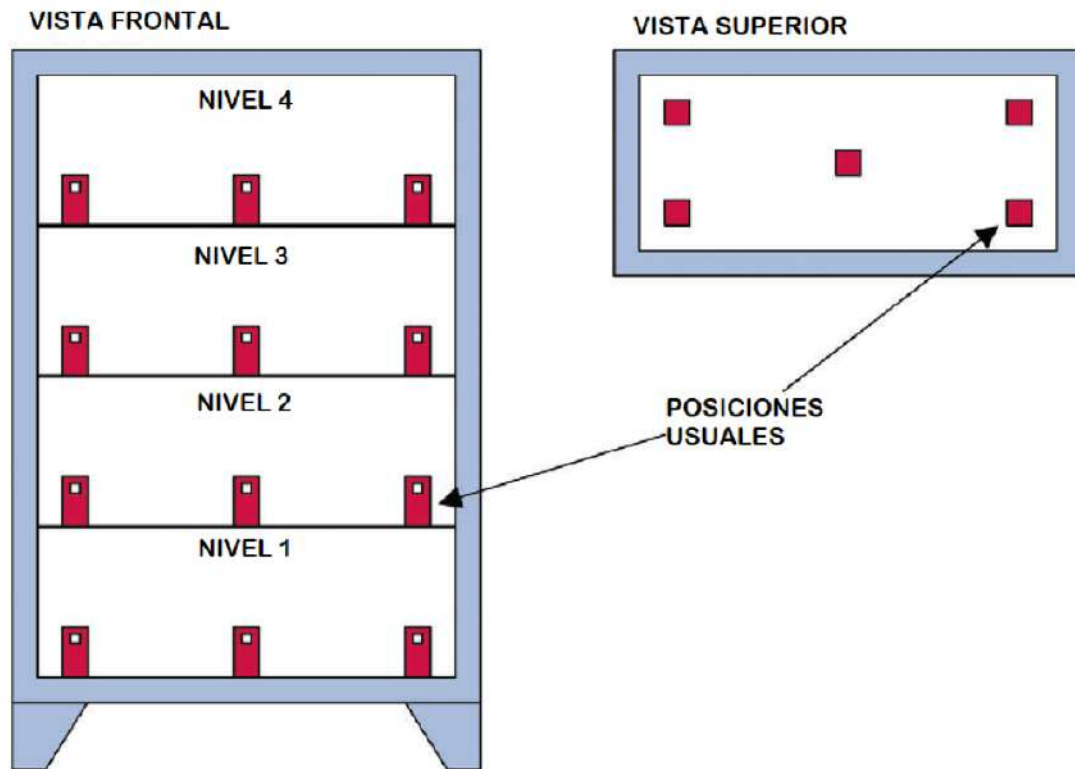 VISTA FRONTAL
VISTA SUPERIOR
NIVEL 4
NIVEL 3
NIVEL 2
NIVEL 1
POSICIONES
USUALES